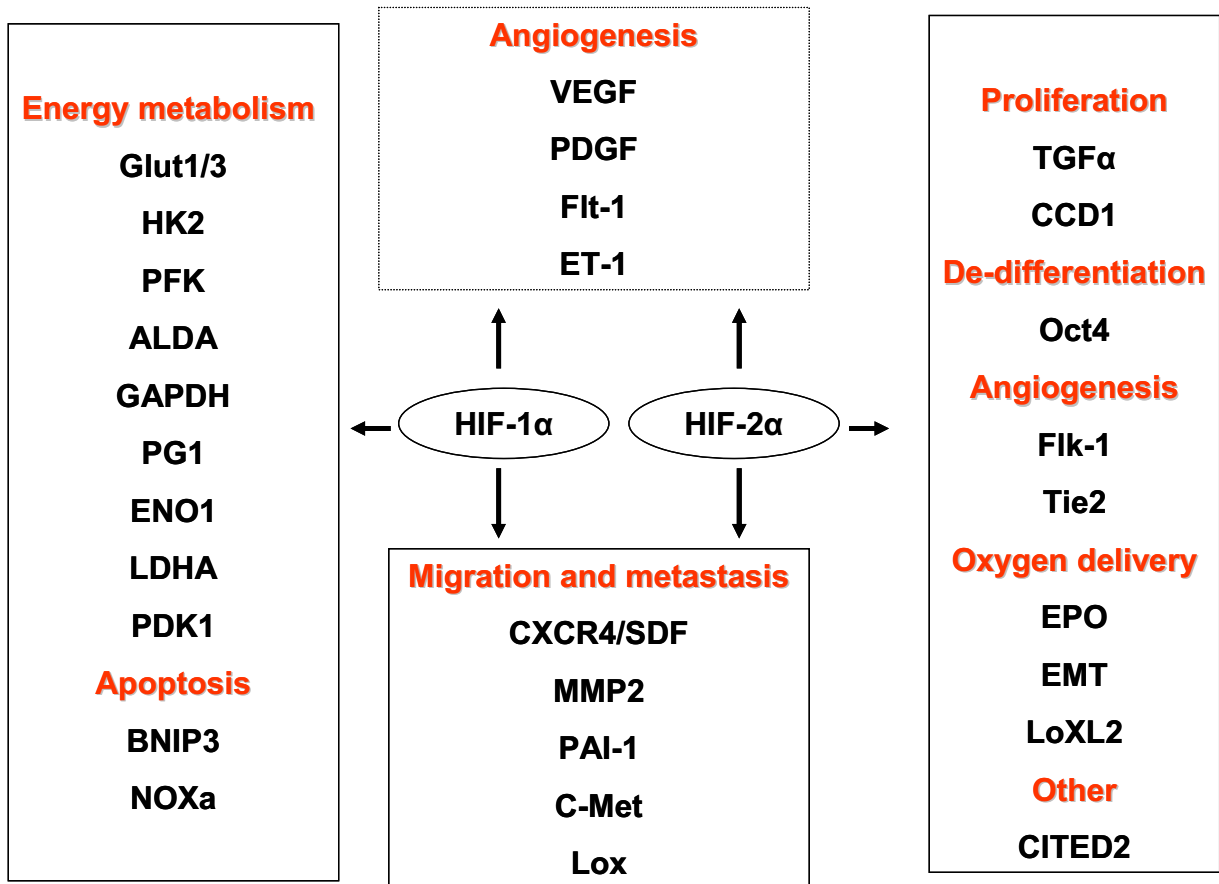 Energy metabolism
Glut1/3
HK2
PFK
ALDA
GAPDH
PG1
ENO1
LDHA
PDK1
Apoptosis
BNIP3
NOXa
Angiogenesis
VEGF
PDGF
Flt-1
ET-1
HIF-1α
HIF-2α
Migration and metastasis
CXCR4/SDF
MMP2
PAI-1
C-Met
Lox
Proliferation
TGFα
CCD1
De-differentiation
Oct4
Angiogenesis
Flk-1
Tie2
Oxygen delivery
EPO
EMT
LoXL2
Other
CITED2